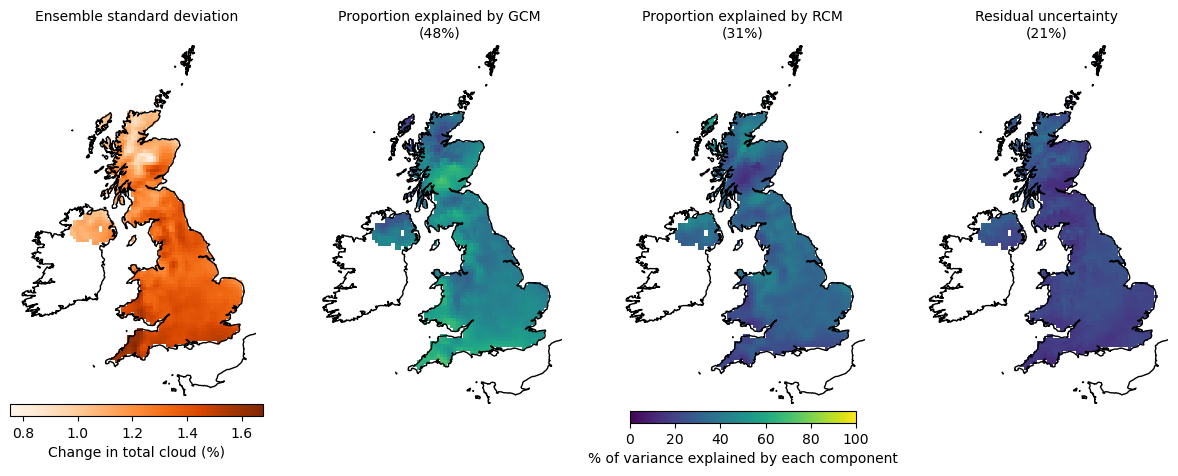 Ensemble standard deviation
Proportion explained by GCM
(48%)
Proportion explained by RCM
(31%)
Residual uncertainty
(21%)
0.8 1.0 1.2 1.4 1.6
Change in total cloud (%)
0 20 40 60 80 100
% of variance explained by each component